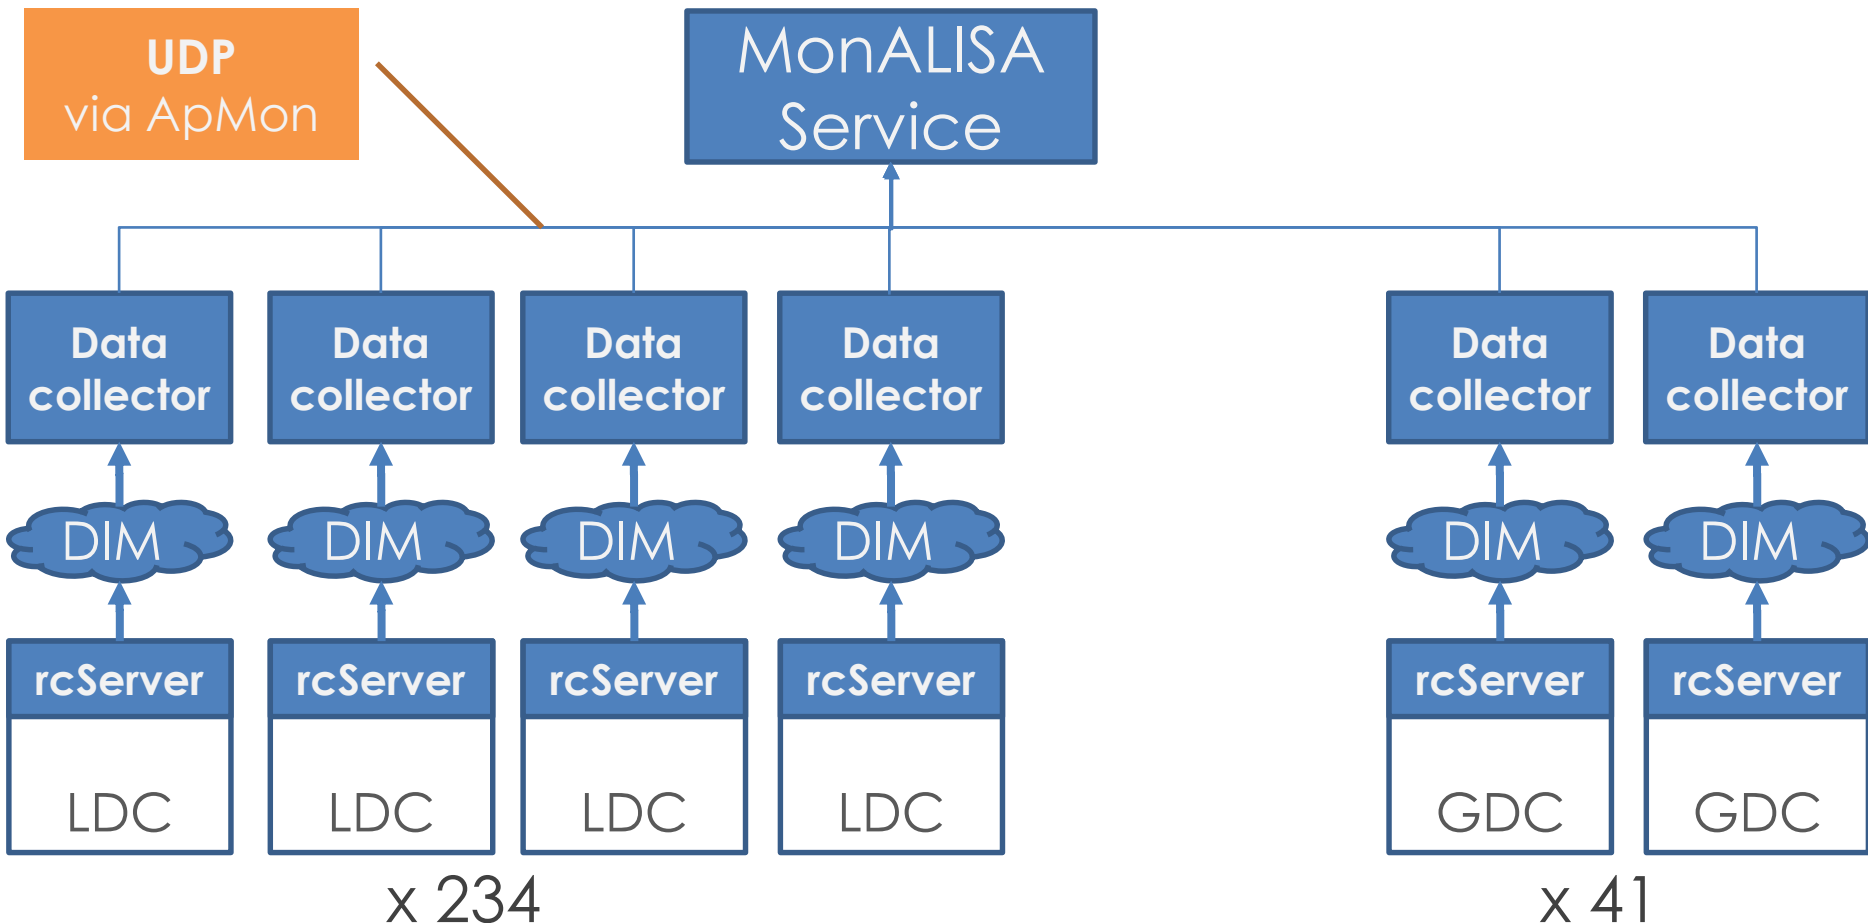 UDP
via ApMon
MonALISA
Service
Data
collector
Data
collector
Data
collector
Data
collector
Data
collector
Data
collector
DIM
DIM
DIM
DIM
DIM
DIM
rcServer
rcServer
rcServer
rcServer
rcServer
rcServer
LDC
LDC
LDC
LDC
GDC
GDC
x 234
x 41